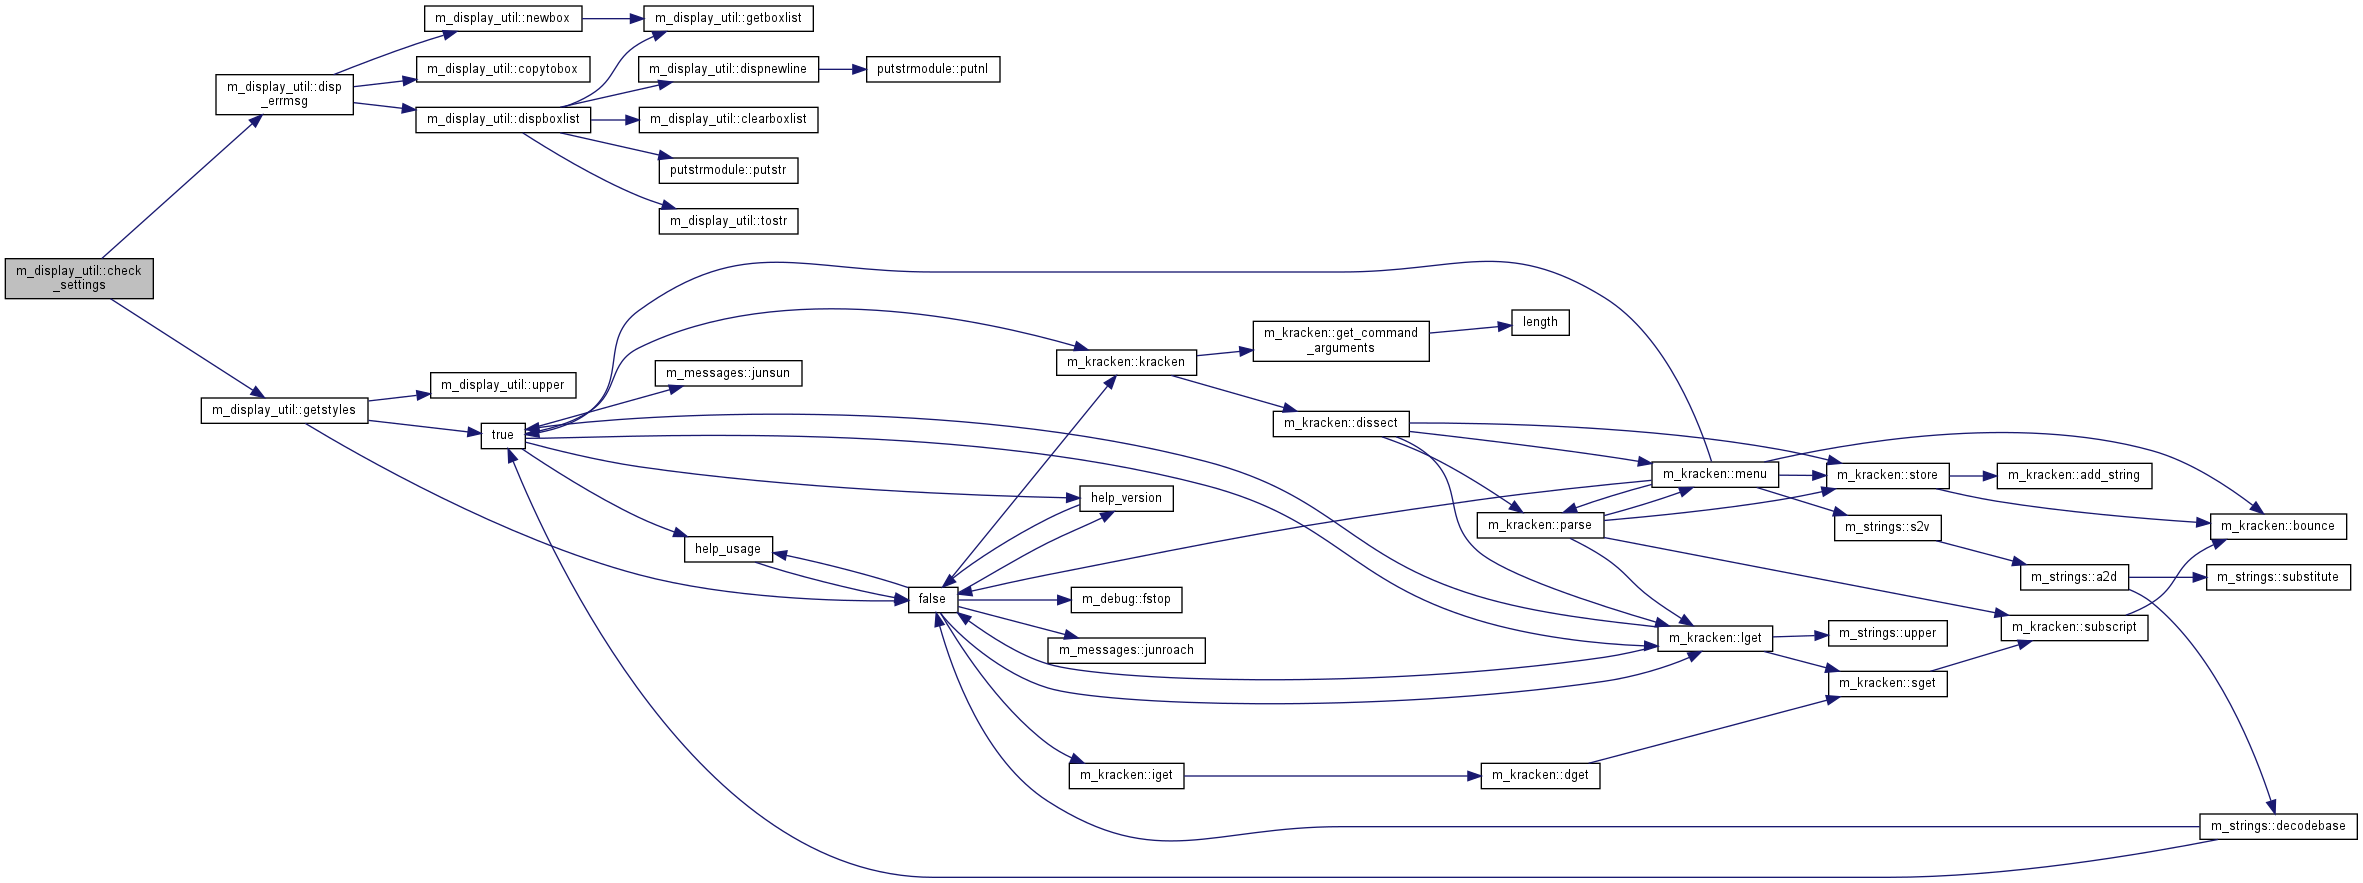 m_display_util::newbox
m_display_util::getboxlist
m_display_util::copytobox
m_display_util::dispnewline
putstrmodule::putnl
m_display_util::disp
_errmsg
m_display_util::dispboxlist
m_display_util::clearboxlist
putstrmodule::putstr
m_display_util::tostr
m_display_util::check
_settings
length
m_kracken::get_command
_arguments
m_kracken::kracken
m_messages::junsun
m_display_util::upper
m_display_util::getstyles
m_kracken::dissect
true
m_kracken::menu
m_kracken::store
m_kracken::add_string
help_version
m_kracken::parse
m_strings::s2v
m_kracken::bounce
help_usage
m_strings::a2d
m_strings::substitute
false
m_debug::fstop
m_kracken::subscript
m_kracken::lget
m_strings::upper
m_messages::junroach
m_kracken::sget
m_kracken::iget
m_kracken::dget
m_strings::decodebase